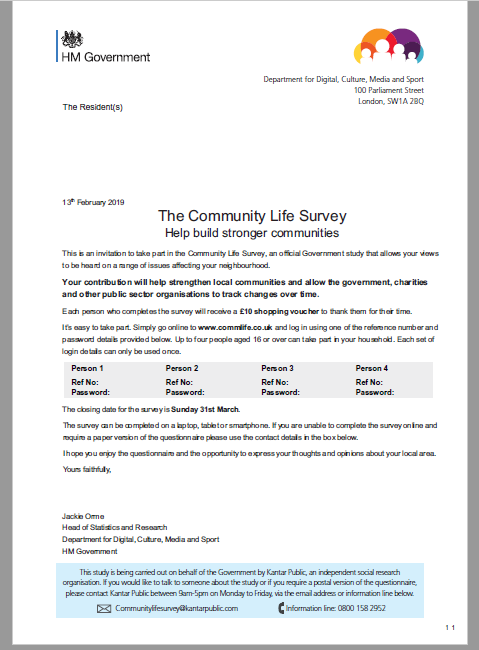 HM Government
Department for Digital, Culture, Media and Sport
100 Parliament Street
London, SW1A 2BQ
The Resident(s)
13th February 2019
The Community Life Survey
Help build stronger communities
This is an invitation to take part in the Community Life Survey, an official Government study that allows your views
to be heard on a range of issues affecting your neighbourhood.
Your contribution will help strengthen local communities and allow the government, charities
and other public sector organisations to track changes over time.
Each person who completes the survey will receive a £10 shopping voucher to thank them for their time.
It's easy to take part. Simply go online to www.commlife.co.uk and log in using one of the reference number and
password details provided below. Up to four people aged 16 or over can take part in your household. Each set of
login details can only be used once.
Person 1 Person 2 Person 3 Person 4
Ref No: Ref No: Ref No: Ref No:
Password: Password: Password: Password:
The closing date for the survey is Sunday 31st March.
The survey can be completed on a laptop, tablet or smartphone. If you are unable to complete the survey online and
require a paper version of the questionnaire please use the contact details in the box below.
I hope you enjoy the questionnaire and the opportunity to express your thoughts and opinions about your local area.
Yours faithfully,
Jackie Orme
Head of Statistics and Research
Department for Digital, Culture, Media and Sport
HM Government
This study is being carried out on behalf of the Government by Kantar Public, an independent social research
organisation. If you would like to talk to someone about the study or if you require a postal version of the questionnaire,
please contact Kantar Public between 9am-5pm on Monday to Friday, via the email address or information line below.
Communitylifesurvey@kantarpublic.com Information line: 0800 158 2952
1 1